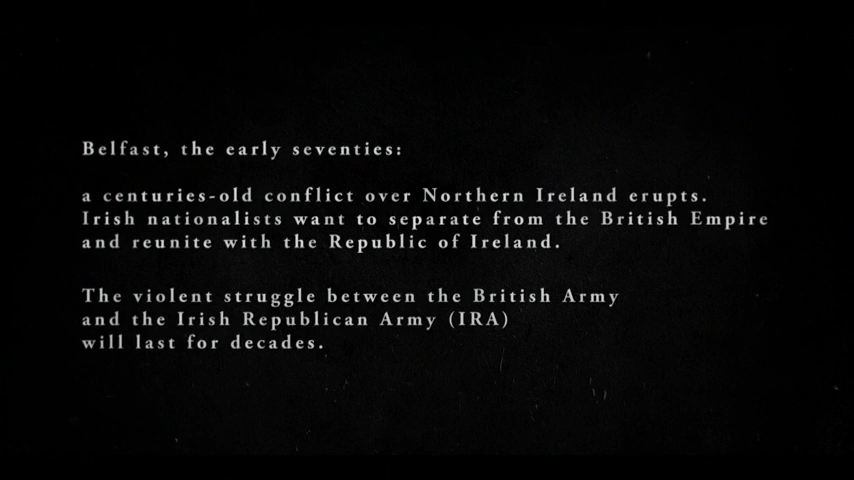 Belfast, the early seventies:
a centuries-old conflict over Northern Ireland erupts.
Irish nationalists want to separate from the British Empire
and reunite with the Republic of Ireland.
The violent struggle between the British Army
and the Irish Republican Army (IRA)
will last for decades.